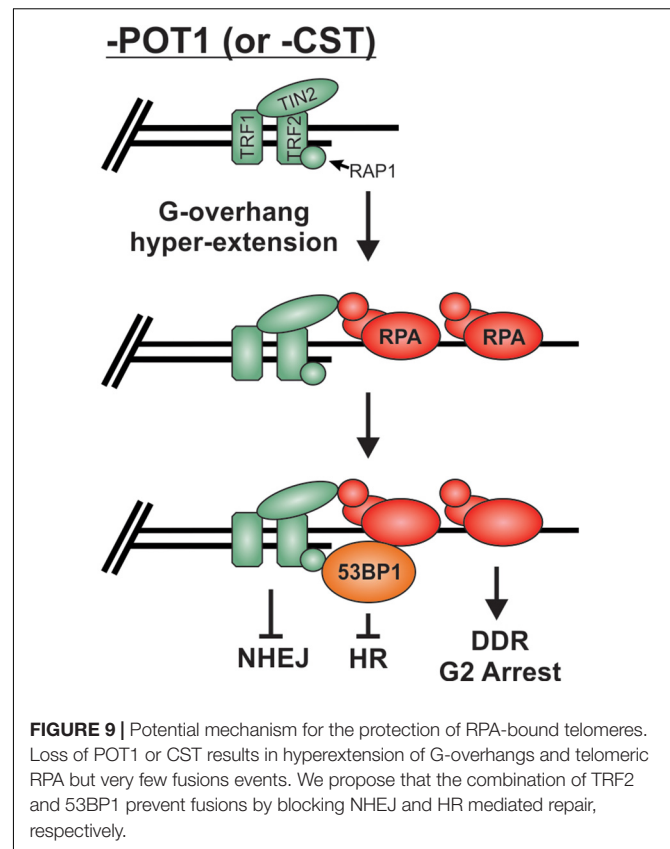 -POT1 (or -CST)
TIN2
TRF1
TRF2
RAP1
G-overhang
hyper-extension
RPA
RPA
53BP1
NHEJ
HR
DDR
G2 Arrest
FIGURE 9 | Potential mechanism for the protection of RPA-bound telomeres.
Loss of POT1 or CST results in hyperextension of G-overhangs and telomeric
RPA but very few fusions events. We propose that the combination of TRF2
and 53BP1 prevent fusions by blocking NHEJ and HR mediated repair,
respectively.